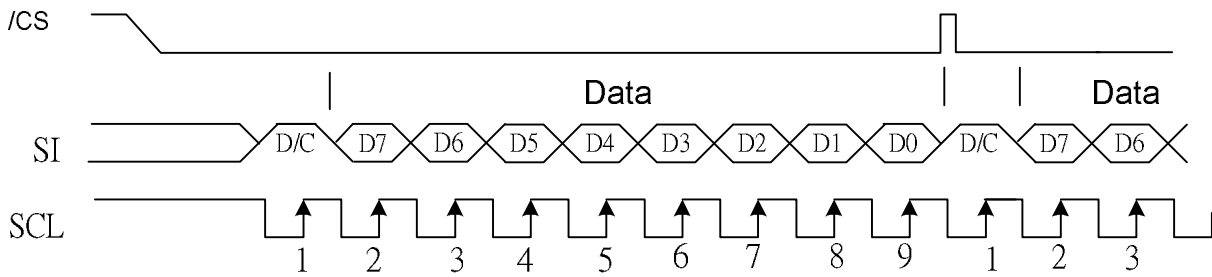 /CS
Data Data
SI D/C D7 D6 D5 D4 D3 D2 D1 D0 D/C D7 D6
SCL
1 2 3 4 5 6 7 8 9 1 2 3